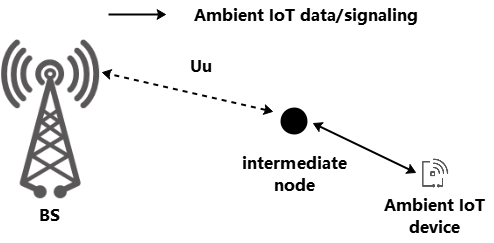 Ambient IoT data/signaling
Uu
intermediate
node
BS
Ambient IoT
device